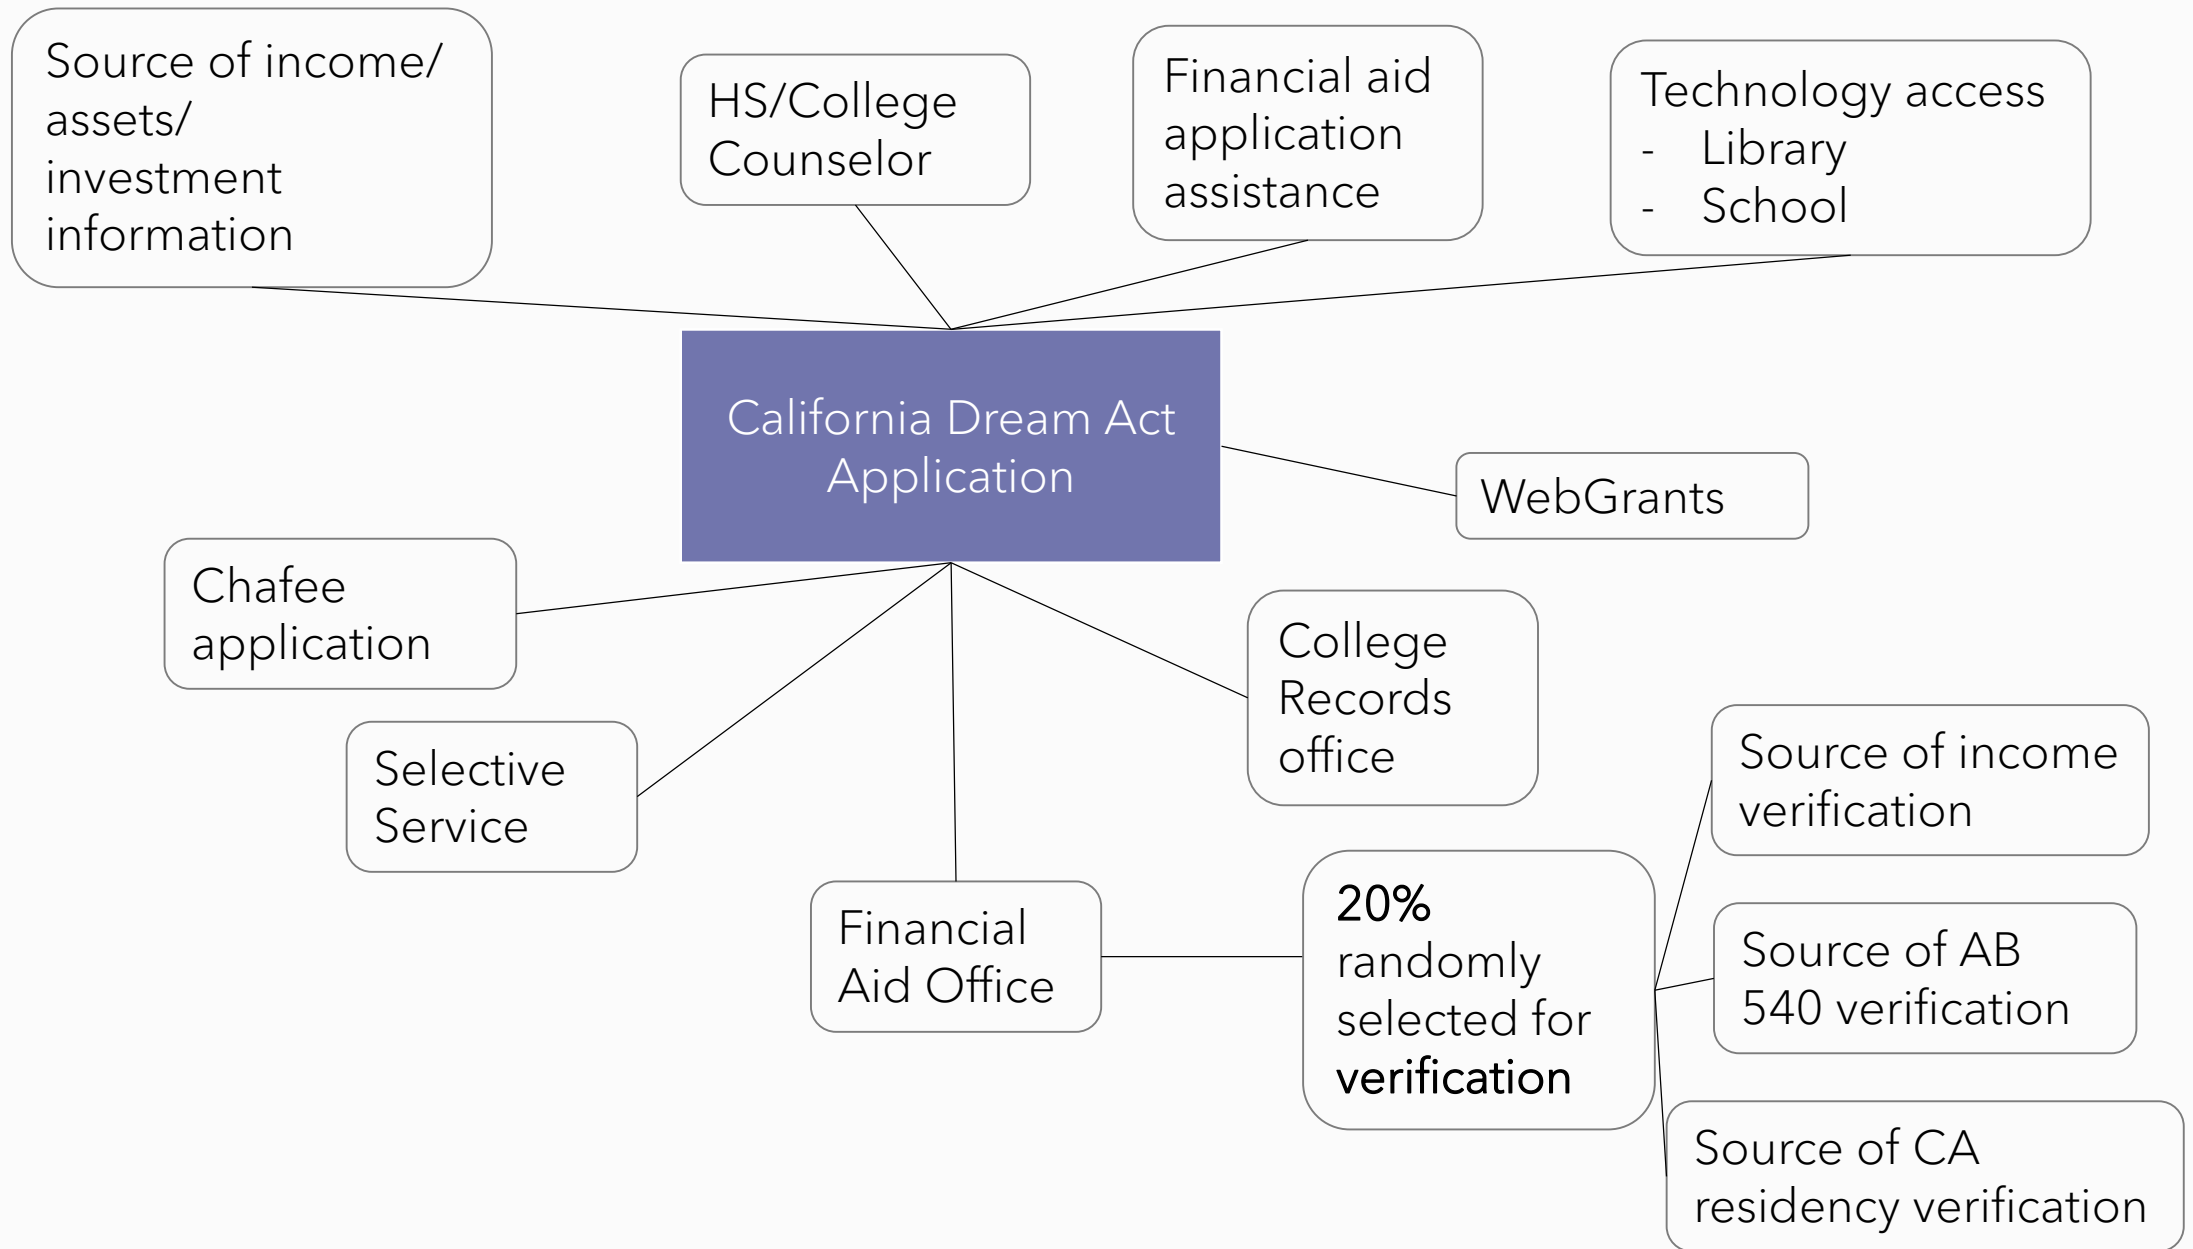 Source of income/
assets/
investment
information
HS/College
Counselor
Financial aid
application
assistance
Technology access
- Library
- School
California Dream Act
Application
WebGrants
Chafee
application
College
Records
office
Selective
Service
Financial
Aid Office
20%
randomly
selected for
verification
Source of income
verification
Source of AB
540 verification
Source of CA
residency verification